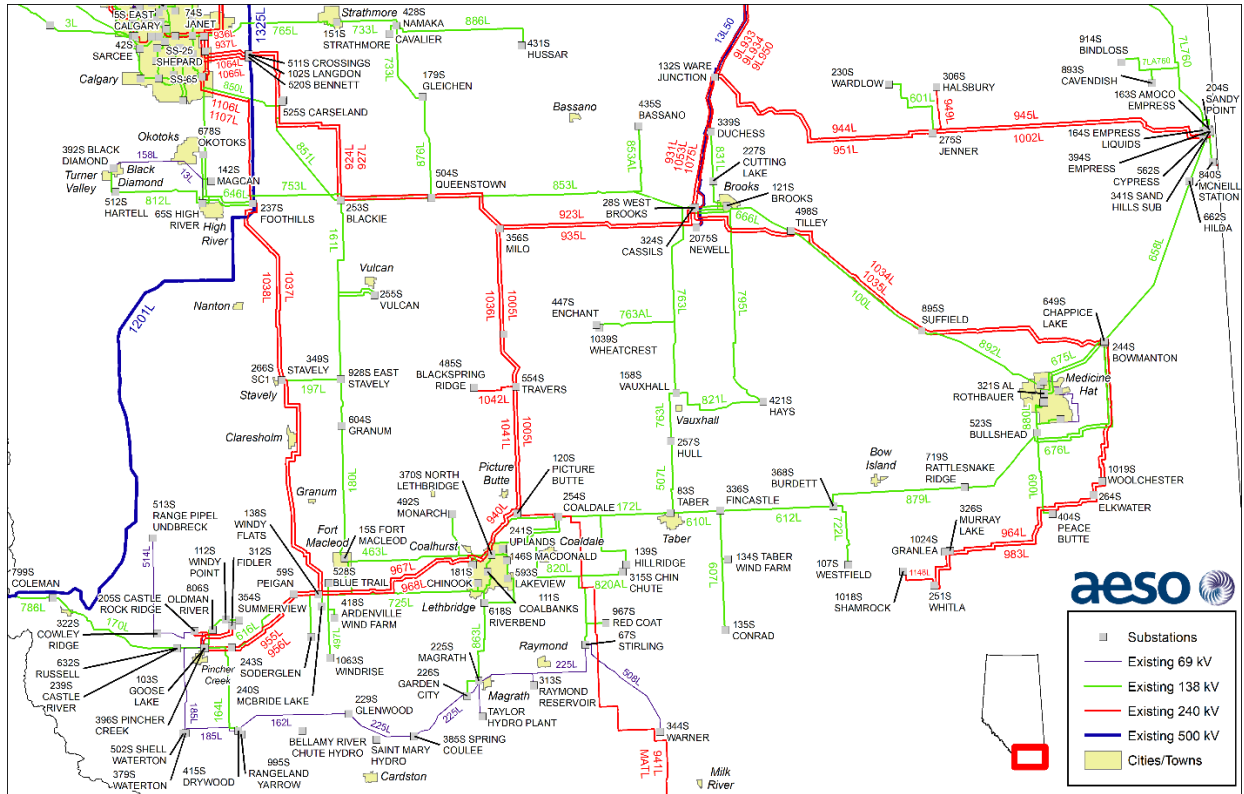 5S EAST
CALGARY
74S
JANET
3L
42S
SARCEE
936L
937L
SS-25
SHEPARD
SS-65
Calgary
1064L
1065L
850L
1106L
1107L
765L
1325L
Strathmore
151S
STRATHMORE
733L
428S
NAMAKA
CAVALIER
886L
431S
HUSSAR
511S CROSSINGS
102S LANGDON
520S BENNETT
525S CARSELAND
733L
179S
GLEICHEN
Bassano
435S
BASSANO
13L50
9L933
9L934
9L950
132S WARE
JUNCTION
230S
WARDLOW
601L
306S
HALSBURY
949L
914S
BINDLOSS
7L760
7LA760
893S
CAVENDISH
204S
SANDY
POINT
163S AMOCO
EMPRESS
164S EMPRESS
LIQUIDS
394S
EMPRESS
562S
CYPRESS
341S SAND
HILLS SUB
840S
MCNEILL
STATION
662S
HILDA
945L
1002L
944L
951L
275S
JENNER
658L
Okotoks
678S
OKOTOKS
392S BLACK
DIAMOND
158L
Turner
Valley
Black
Diamond
13L
142S
MAGCAN
812L
646L
512S
HARTELL
65S HIGH
RIVER
High
River
753L
237S
FOOTHILLS
851L
924L
927L
253S
BLACKIE
876L
504S
QUEENSTOWN
853L
853AL
931L
1053L
1075L
339S
DUCHESS
831L
227S
CUTTING
LAKE
Brooks
121S
BROOKS
28S WEST
BROOKS
666L
498S
TILLEY
324S
CASSILS
2075S
NEWELL
923L
935L
356S
MILO
161L
Vulcan
255S
VULCAN
Nanton
1201L
1038L
1037L
1036L
1005L
447S
ENCHANT
763AL
1039S
WHEATCREST
763L
795L
1034L
1035L
100L
895S
SUFFIELD
892L
649S
CHAPPICE
LAKE
244S
BOWMANTON
675L
Medicine
Hat
321S AL
ROTHBAUER
880L
523S
BULLSHEAD
676L
266S
SC1
349S
STAVELY
Stavely
197L
928S EAST
STAVELY
604S
GRANUM
Claresholm
485S
BLACKSPRING
RIDGE
1042L
554S
TRAVERS
1041L
1005L
158S
VAUXHALL
821L
421S
HAYS
Vauxhall
763L
257S
HULL
507L
Bow
Island
719S
RATTLESNAKE
RIDGE
879L
600L
1019S
WOOLCHESTER
264S
ELKWATER
404S
PEACE
BUTTE
964L
983L
326S
MURRAY
LAKE
1024S
GRANLEA
1148L
1018S
SHAMROCK
251S
WHITLA
180L
Granum
370S NORTH
LETHBRIDGE
Picture
Butte
120S
PICTURE
BUTTE
940L
492S
MONARCH
254S
COALDALE
172L
83S
TABER
Taber
610L
336S
FINCASTLE
612L
368S
BURDETT
722L
107S
WESTFIELD
607L
134S TABER
WIND FARM
135S
CONRAD
513S
RANGE PIPEL
UNDBRECK
514L
138S
WINDY
FLATS
Fort
Macleod
15S FORT
MACLEOD
463L
Coalhurst
241S
UPLANDS
Coaldale
146S MACDONALD
820L
139S
HILLRIDGE
315S CHIN
CHUTE
820AL
967L
968L
181S
CHINOOK
593S
LAKEVIEW
111S
COALBANKS
Lethbridge
618S
RIVERBEND
725L
528S
BLUE TRAIL
418S
ARDENVILLE
WIND FARM
497L
1063S
WINDRISE
59S
PEIGAN
112S
WINDY
POINT
312S
FIDLER
806S
OLDMAN
RIVER
354S
SUMMERVIEW
205S CASTLE
ROCK RIDGE
799S
COLEMAN
786L
170L
322S
COWLEY
RIDGE
616L
955L
956L
632S
RUSSELL
239S
CASTLE
RIVER
103S
GOOSE
LAKE
Pincher
Creek
243S
SODERGLEN
240S
MCBRIDE LAKE
396S PINCHER
CREEK
164L
185L
185L
502S SHELL
WATERTON
379S
WATERTON
415S
DRYWOOD
995S
RANGELAND
YARROW
162L
229S
GLENWOOD
BELLAMY RIVER
CHUTE HYDRO
SAINT MARY
HYDRO
Cardston
225L
225L
385S SPRING
COULEE
863L
225S
MAGRATH
226S
GARDEN
CITY
Magrath
TAYLOR
HYDRO PLANT
225L
313S
RAYMOND
RESERVOIR
Raymond
967S
RED COAT
67S
STIRLING
508L
344S
WARNER
941L
MATL
Milk
River
aeso
Substations
Existing 69 kV
Existing 138 kV
Existing 240 kV
Existing 500 kV
Cities/Towns